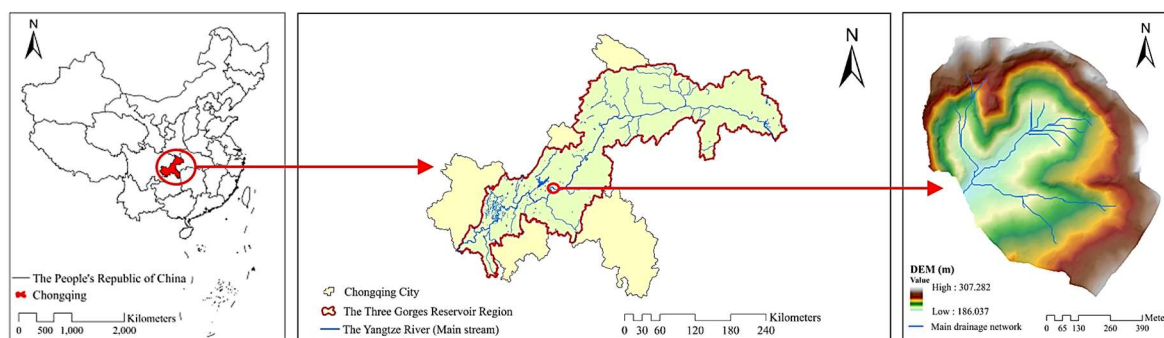 N
The People's Republic of China
Chongqing
Kilometers
0 500 1,000 2,000
N
Chongqing City
The Three Gorges Reservoir Region
The Yangtze River (Main stream)
Kilometers
0 30 60 120 180 240
N
DEM (m)
Value
High : 307.282
Low : 186.037
Main drainage network
Mete
0 65 130 260 390